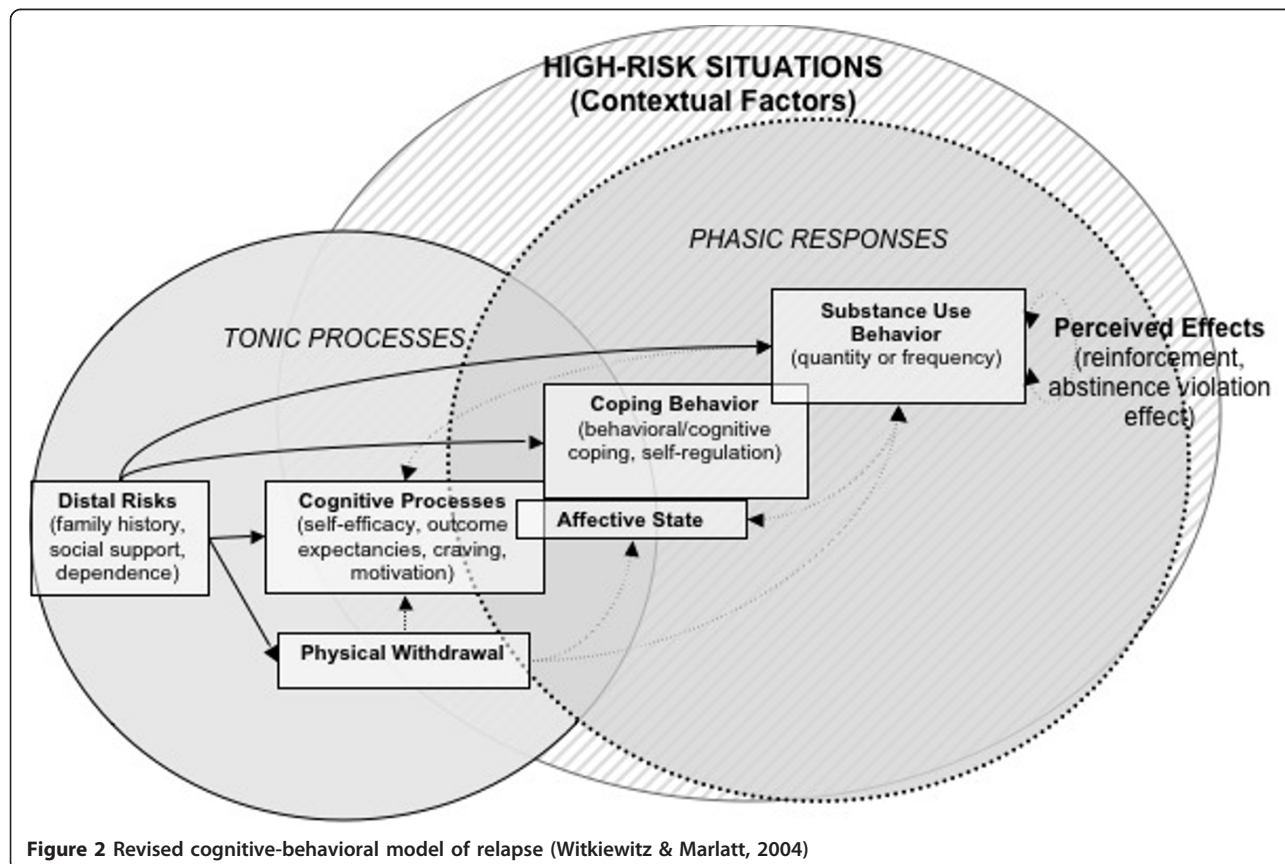 HIGH-RISK SITUATIONS
(Contextual Factors)
PHASIC RESPONSES
TONIC PROCESSES
Substance Use
Behavior
(quantity or frequency)
Perceived Effects
(reinforcement,
abstinence violation
effect)
Coping Behavior
(behavioral/cognitive
coping, self-regulation)
Distal Risks
(family history,
social support,
dependence)
Cognitive Processes
(self-efficacy, outcome
expectancies, craving,
motivation)
Affective State
Physical Withdrawal
Figure 2 Revised cognitive-behavioral model of relapse (Witkiewitz & Marlatt, 2004)